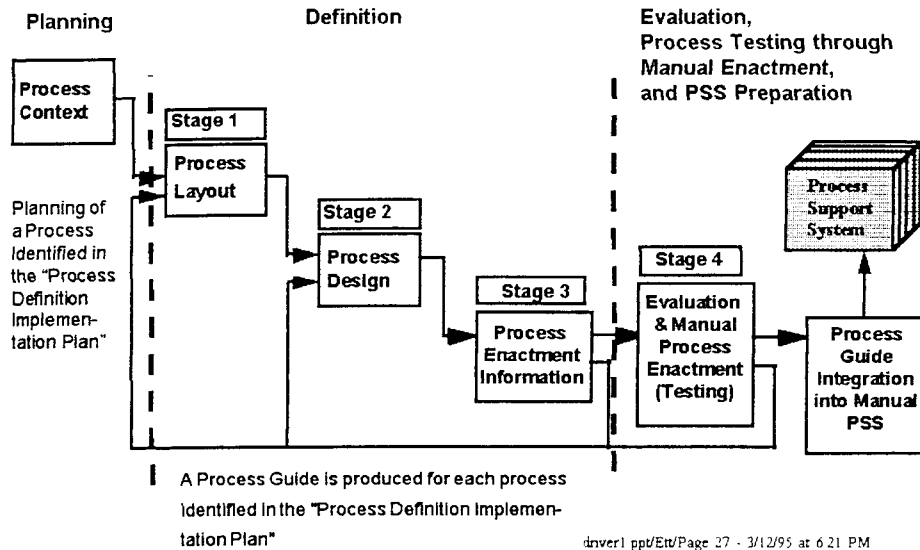 Planning
Definition
Evaluation,
Process Testing through
Manual Enactment,
and PSS Preparation
Process
Context
Stage 1
Process
Layout
Planning of
a Process
Identified in
the "Process
Definition
Implemen-
tation Plan"
Stage 2
Process
Design
Stage 3
Process
Enactment
Information
Stage 4
Evaluation
& Manual
Process
Enactment
(Testing)
Process
Support
System
Process
Guide
Integration
into Manual
PSS
A Process Guide is produced for each process
Identified in the "Process Definition Implemen-
tation Plan"
driver1 ppt/Ett/Page 27 - 3/12/95 at 6 21 PM